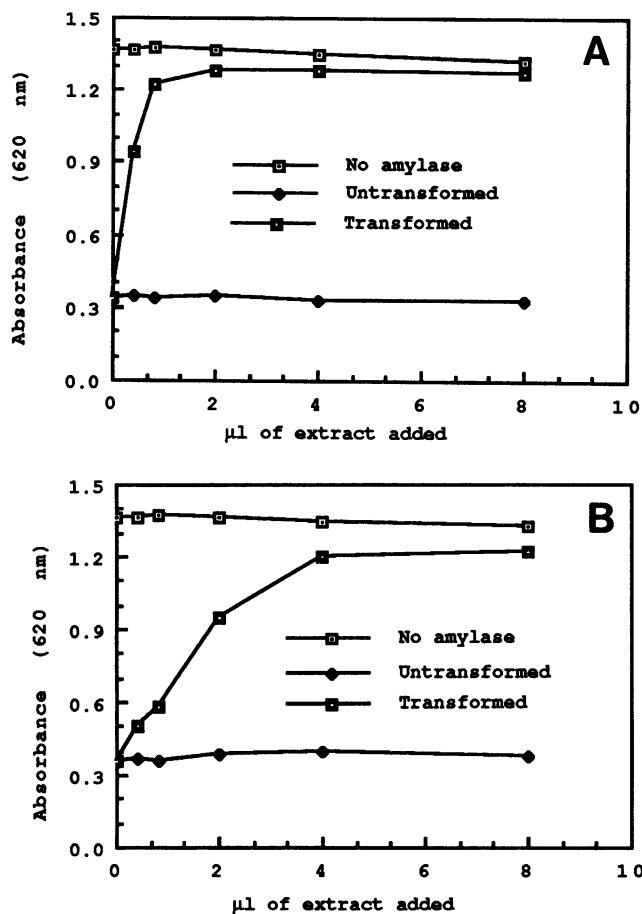 A
1.5
1.2
0.9
0.6
0.3
0.0
Absorbance (620 nm)
No amylase
Untransformed
Transformed
0 2 4 6 8 10
µl of extract added
B
1.5
1.2
0.9
0.6
0.3
0.0
Absorbance (620 nm)
No amylase
Untransformed
Transformed
0 2 4 6 8 10
µl of extract added